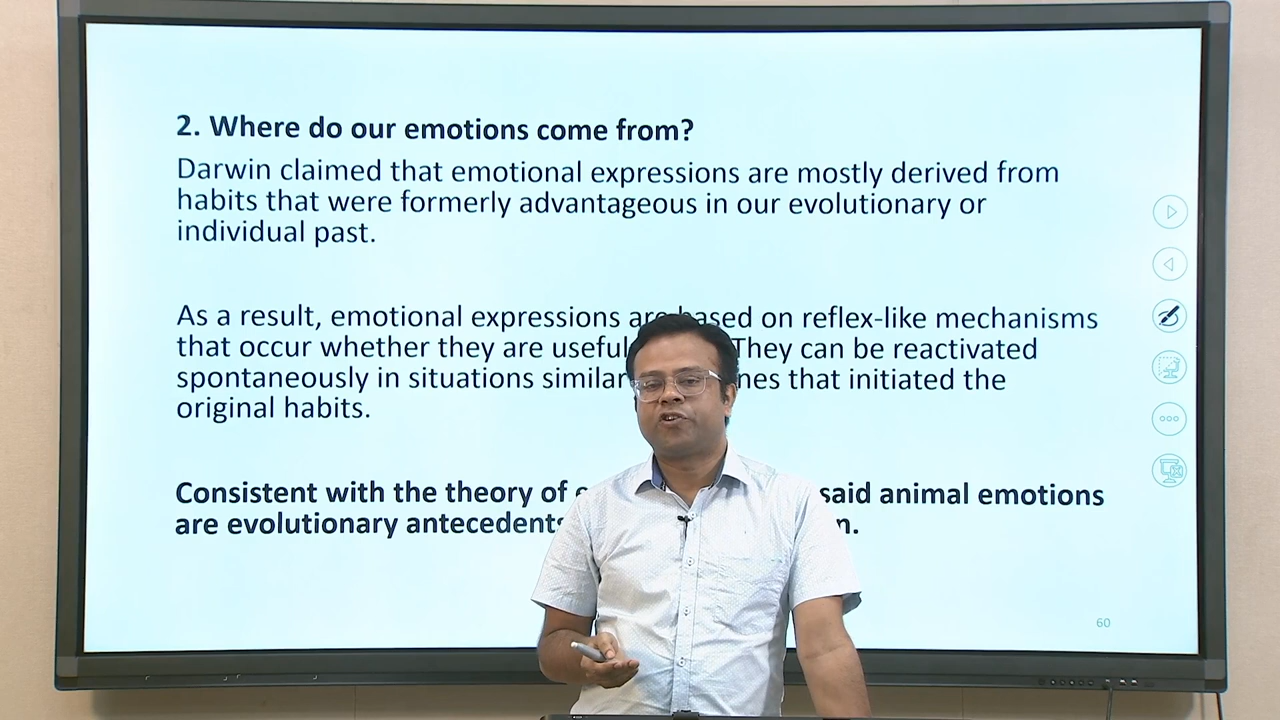 2. Where do our emotions come from?
Darwin claimed that emotional expressions are mostly derived from
habits that were formerly advantageous in our evolutionary or
individual past.
As a result, emotional expressions are based on reflex-like mechanisms
that occur whether they are useful They can be reactivated
spontaneously in situations similar that initiated the
original habits.
Consistent with the theory of said animal emotions
are evolutionary antecedents
60